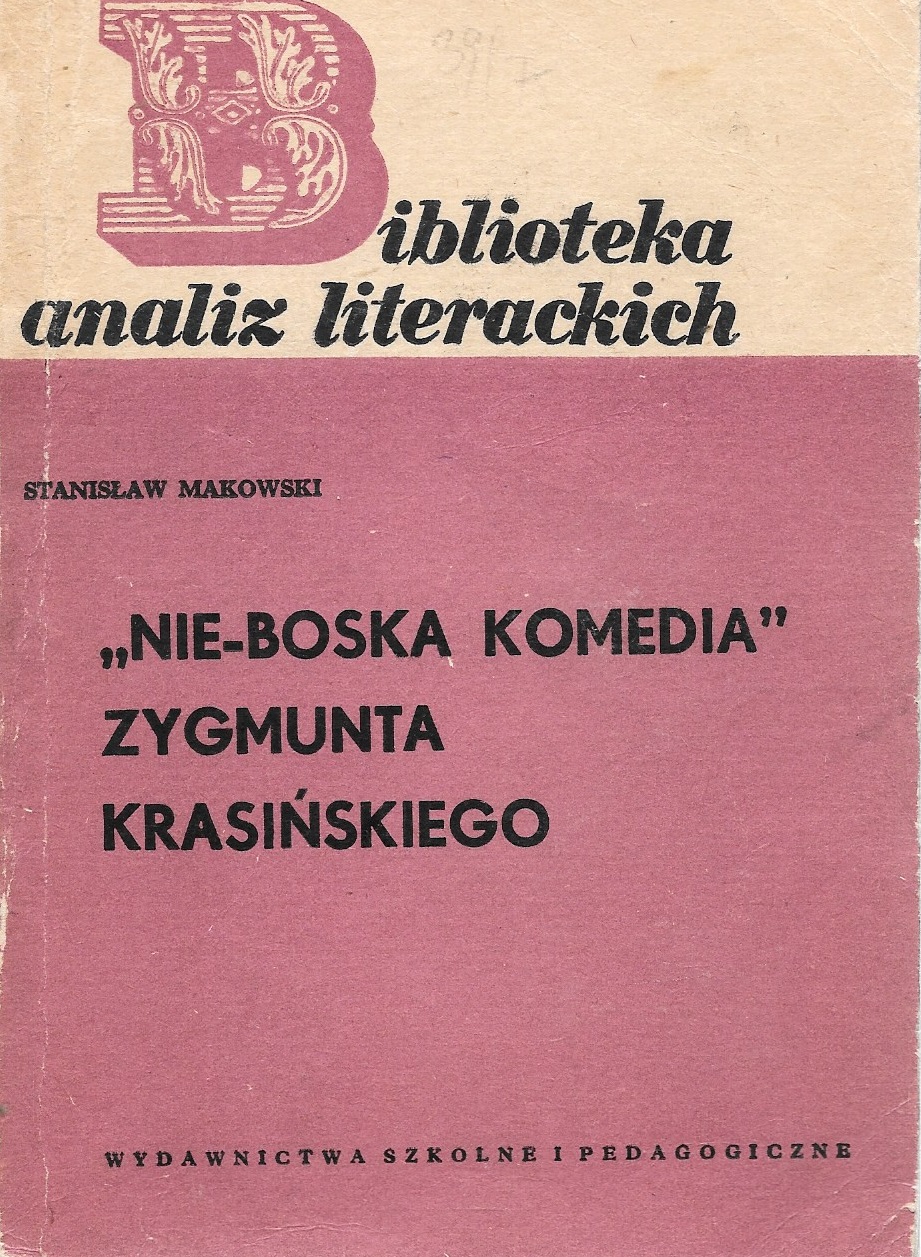 Biblioteka
analiz literackich
STANISŁAW MAKOWSKI
„NIE-BOSKA KOMEDIA”
ZYGMUNTA
KRASIŃSKIEGO
WYDAWNICTWA SZKOLNE I PEDAGOGICZNE